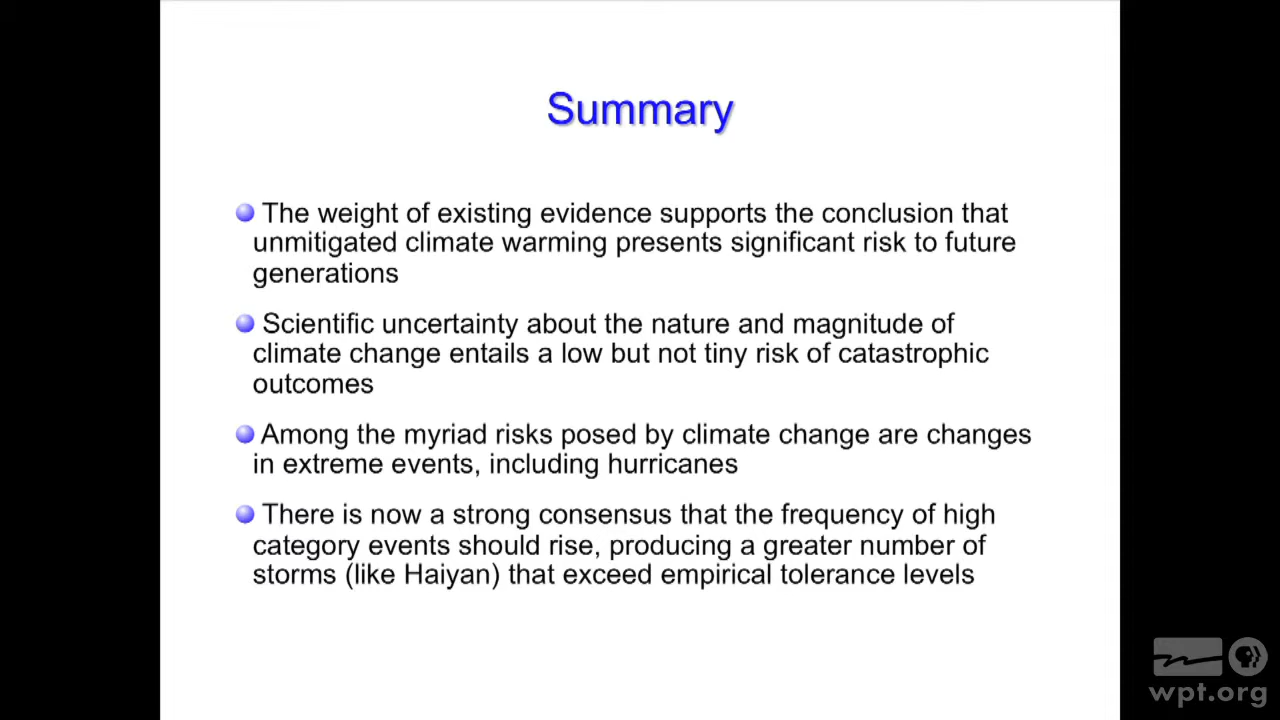 Summary
The weight of existing evidence supports the conclusion that
unmitigated climate warming presents significant risk to future
generations
Scientific uncertainty about the nature and magnitude of
climate change entails a low but not tiny risk of catastrophic
outcomes
Among the myriad risks posed by climate change are changes
in extreme events, including hurricanes
There is now a strong consensus that the frequency of high
category events should rise, producing a greater number of
storms (like Haiyan) that exceed empirical tolerance levels
wpt.org